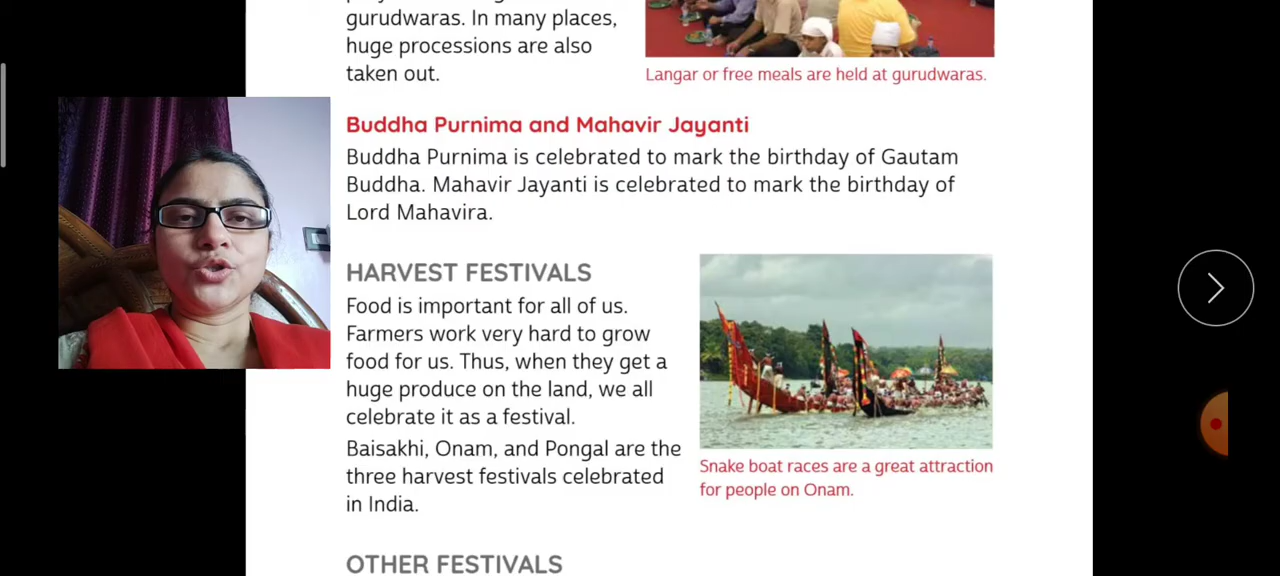 gurudwaras. In many places,
huge processions are also
taken out.
Langar or free meals are held at gurudwaras.
Buddha Purnima and Mahavir Jayanti
Buddha Purnima is celebrated to mark the birthday of Gautam
Buddha. Mahavir Jayanti is celebrated to mark the birthday of
Lord Mahavira.
HARVEST FESTIVALS
Food is important for all of us.
Farmers work very hard to grow
food for us. Thus, when they get a
huge produce on the land, we all
celebrate it as a festival.
Baisakhi, Onam, and Pongal are the
three harvest festivals celebrated
in India.
Snake boat races are a great attraction
for people on Onam.
OTHER FESTIVALS